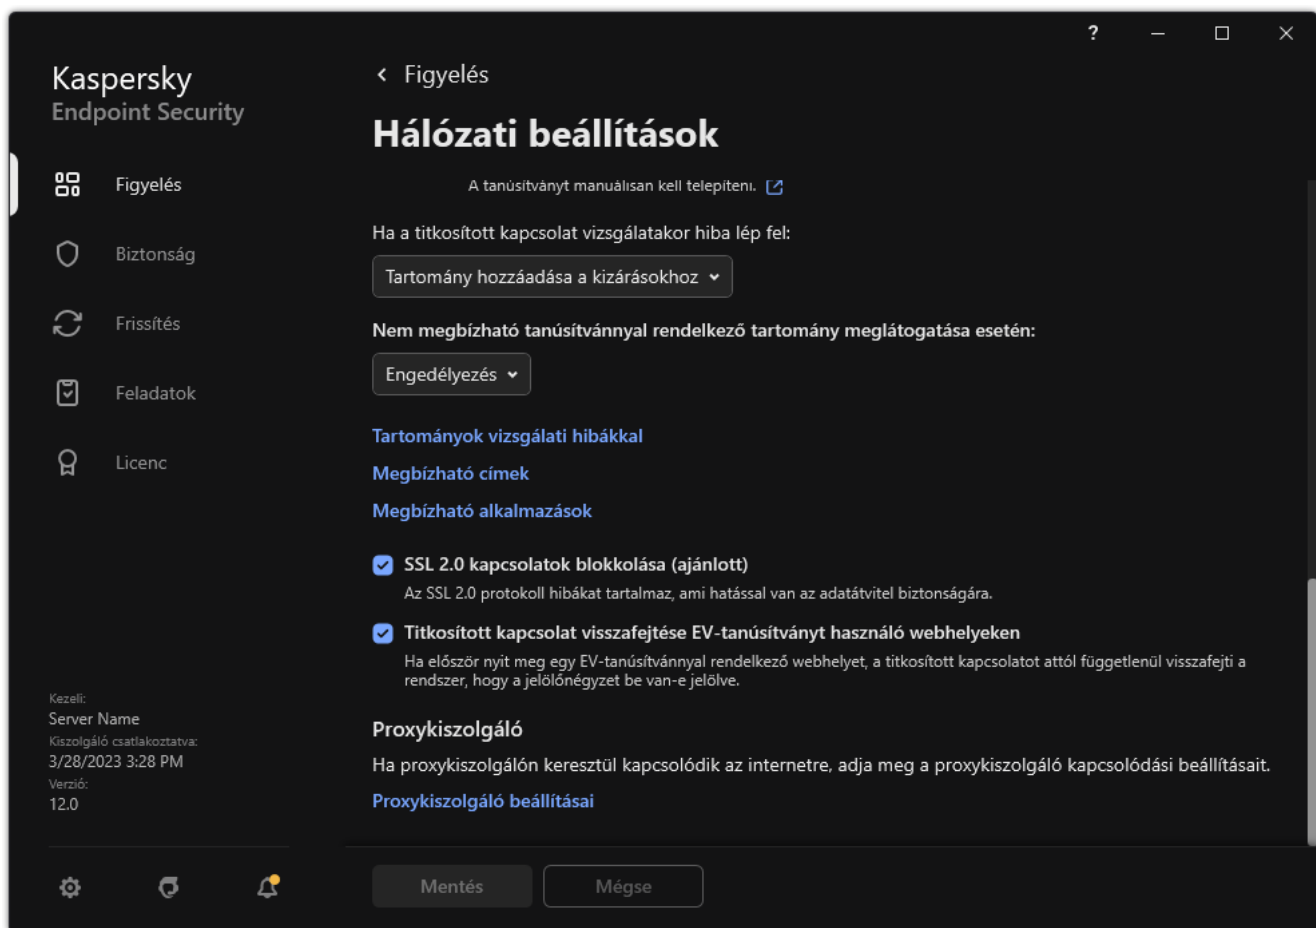 ?
Kaspersky
Endpoint Security
Figyelés
Biztonság
Frissítés
Feladatok
Licenc
Kezeli:
Server Name
Kiszolgáló csatlakoztatva:
3/28/2023 3:28 PM
Verzió:
12.0
Figyelés
Hálózati beállítások
A tanúsítványt manuálisan kell telepíteni.
Ha a titkosított kapcsolat vizsgálatakor hiba lép fel:
Tartomány hozzáadása a kizárásokhoz
Nem megbízható tanúsítvánnyal rendelkező tartomány meglátogatása esetén:
Engedélyezés
Tartományok vizsgálati hibákkal
Megbízható címek
Megbízható alkalmazások
SSL 2.0 kapcsolatok blokkolása (ajánlott)
Az SSL 2.0 protokoll hibákat tartalmaz, ami hatással van az adatátvitel biztonságára.
Titkosított kapcsolat visszafejtése EV-tanúsítványt használó webhelyeken
Ha először nyit meg egy EV-tanúsítvánnyal rendelkező webhelyet, a titkosított kapcsolatot attól függetlenül visszafejti a
rendszer, hogy a jelölőnégyzet be van-e jelölve.
Proxykiszolgáló
Ha proxykiszolgálón keresztül kapcsolódik az internetre, adja meg a proxykiszolgáló kapcsolódási beállításait.
Proxykiszolgáló beállításai
Mentés
Mégse